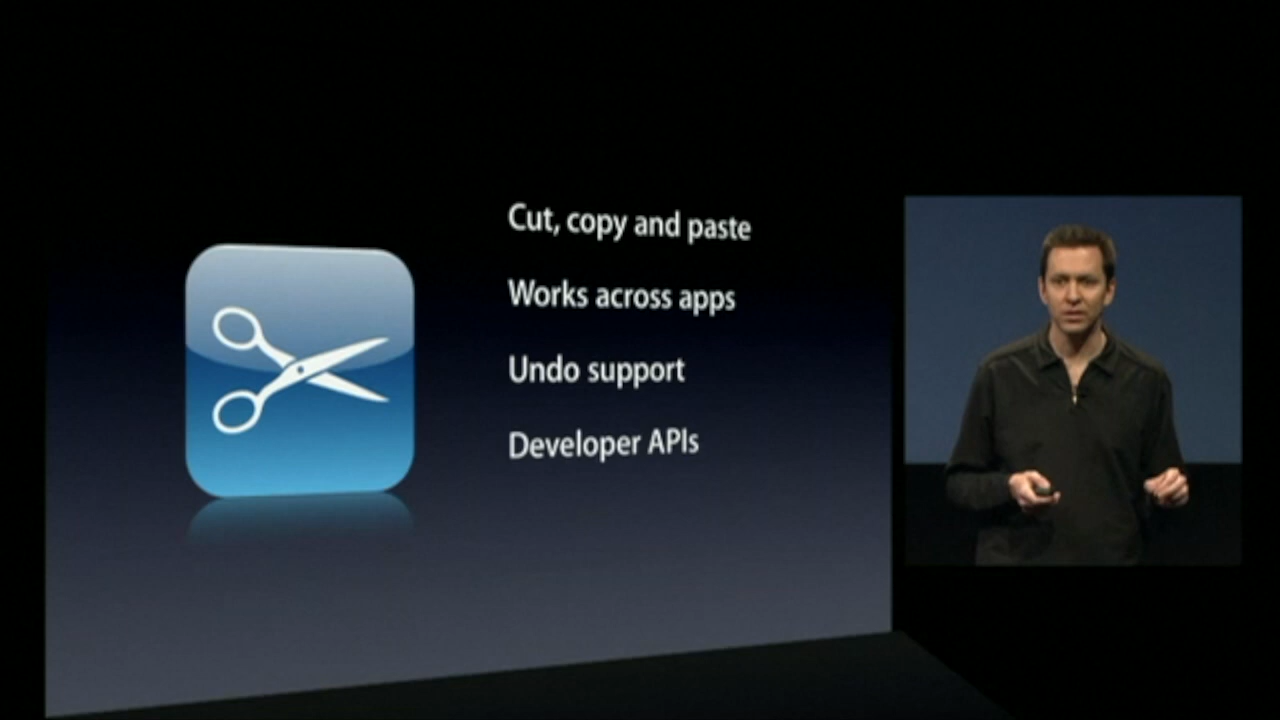 Cut, copy and paste
Works across apps
Undo support
Developer APIs